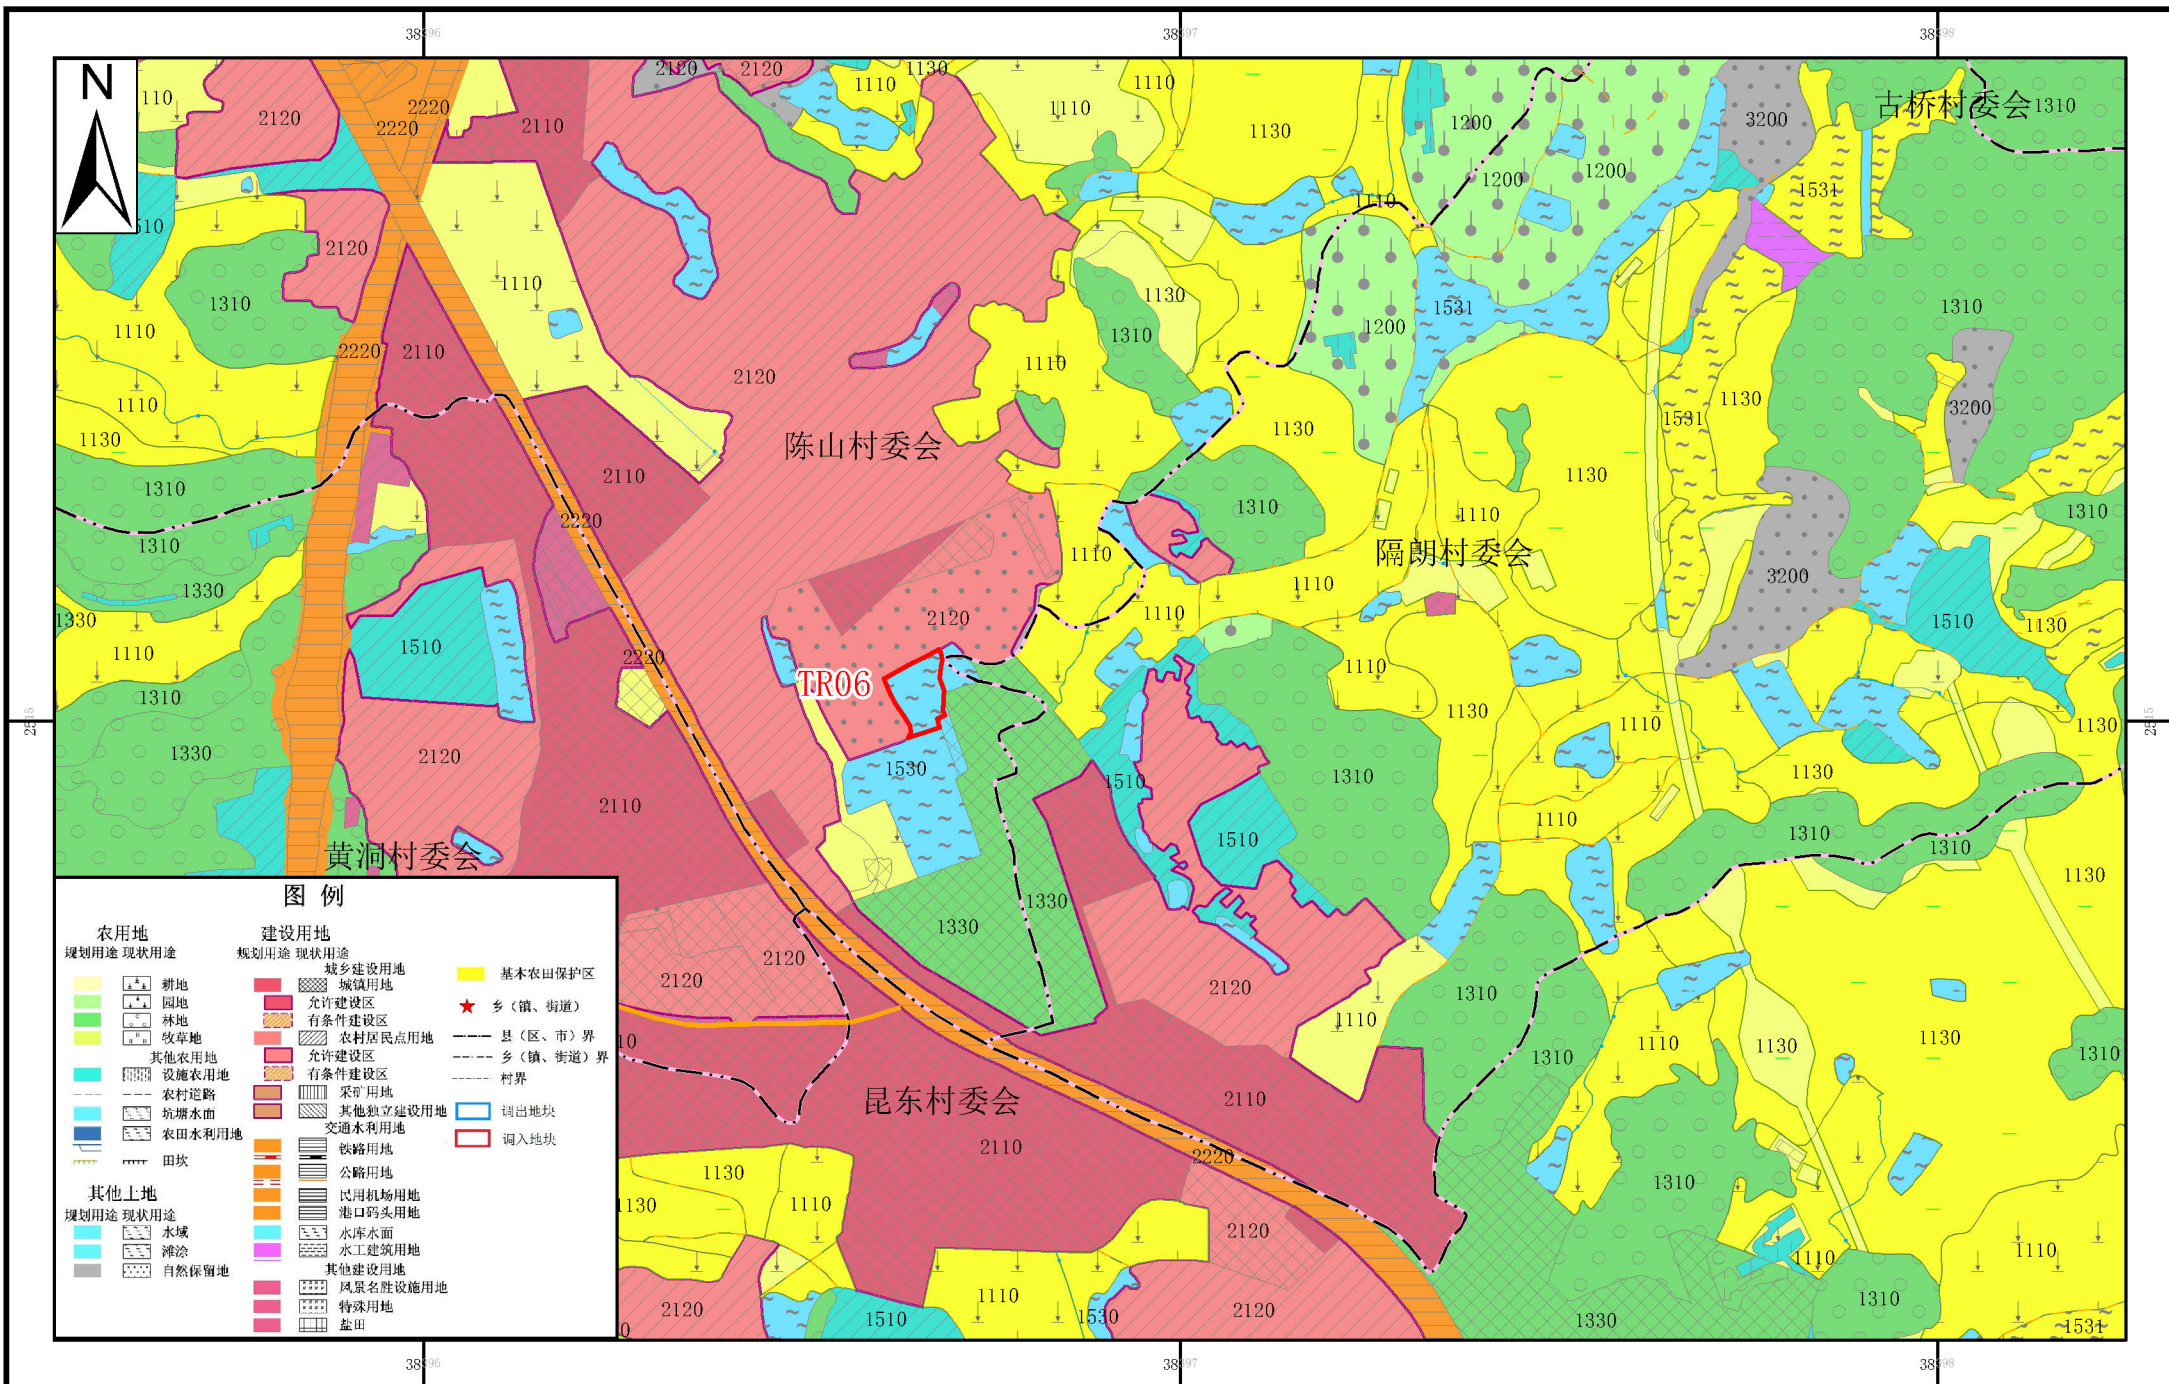 38396
38397
38398
N
110
2120
2220
2220
2110
2120
2120
1110
1130
1110
1110
1130
1200
1200
1200
3200
古桥村委会
1310
1531
510
2120
1110
1110
1310
1110
1130
1310
1531
1200
1310
2220
2110
2120
1110
1110
1130
1310
陈山村委会
1130
1130
1531
1130
3200
1310
2110
2220
1310
1110
1310
1110
隔朗村委会
1310
3200
1330
1330
1110
1510
2120
1110
1110
1510
1130
1310
2220
TR06
1110
1130
1110
1130
2515
2515
1330
2120
2110
1530
1510
1310
1130
1510
1110
1310
1310
1130
黄洞村委会
1330
1330
2120
2120
2120
1310
1110
10
1310
1110
1130
1130
1310
昆东村委会
2110
2110
2220
1130
1110
1130
2120
1310
1110
1110
2120
1510
1110
1530
2120
1330
1310
1531
0
图 例
农用地
规划用途 现状用途
耕地
园地
林地
牧草地
其他农用地
设施农用地
农村道路
坑塘水面
农田水利用地
田坎
其他土地
规划用途 现状用途
水域
滩涂
自然保留地
建设用地
规划用途 现状用途
城乡建设用地
城镇用地
允许建设区
有条件建设区
农村居民点用地
允许建设区
有条件建设区
采矿用地
其他独立建设用地
交通水利用地
铁路用地
公路用地
民用机场用地
港口码头用地
水库水面
水工建筑用地
其他建设用地
风景名胜设施用地
特殊用地
盐田
基本农田保护区
乡（镇、街道）
县（区、市）界
乡（镇、街道）界
村界
调出地块
调入地块
38396
38397
38398